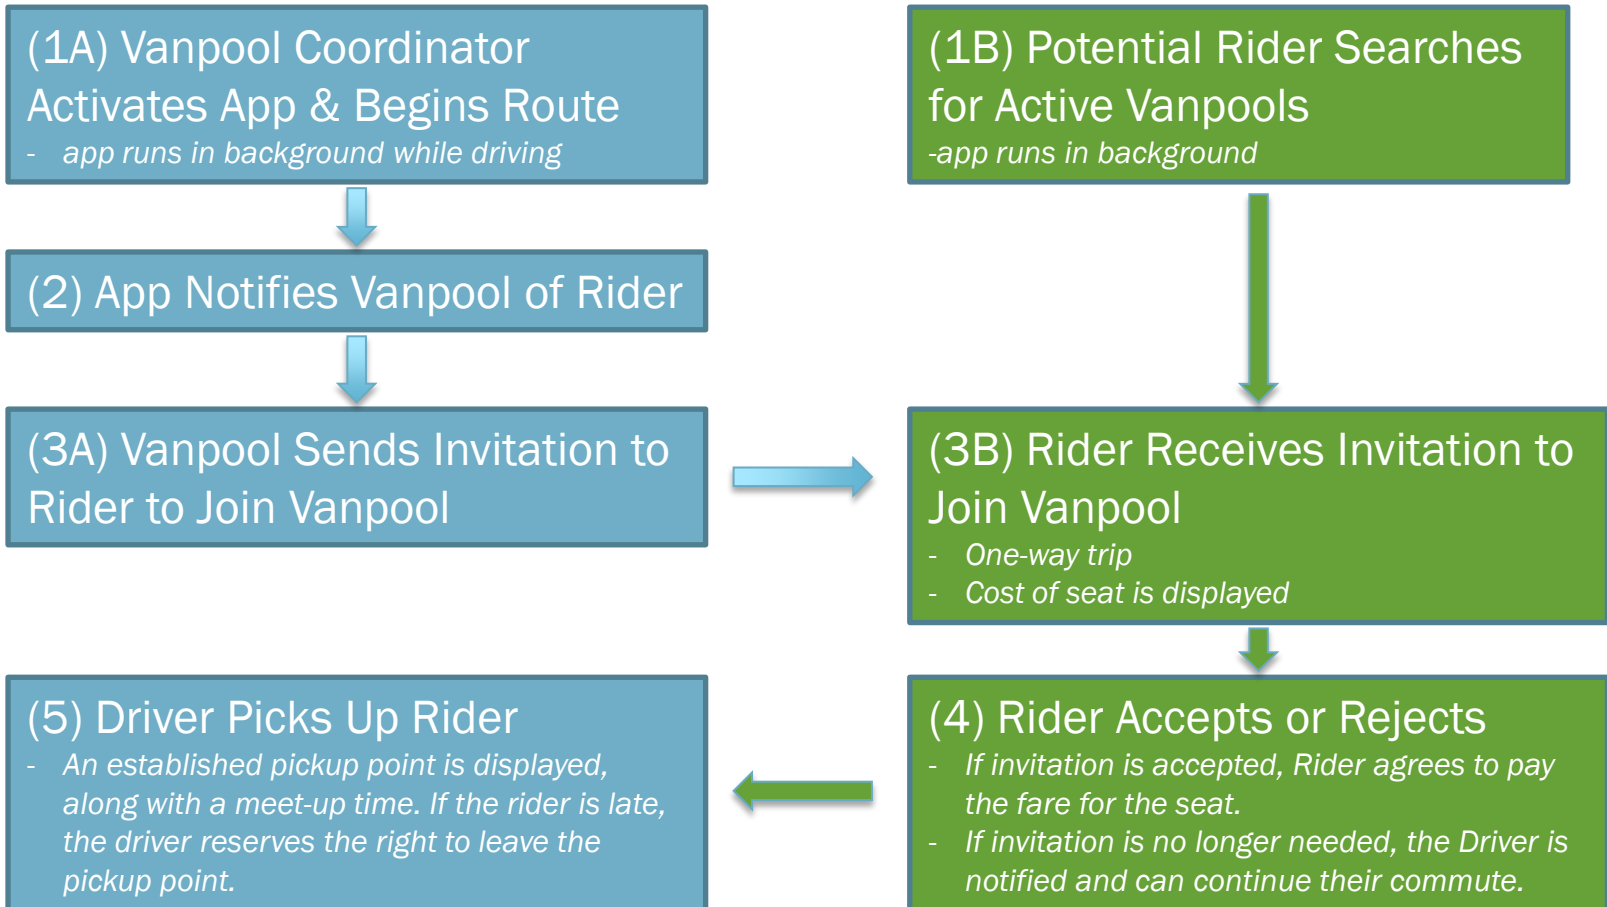 (1A) Vanpool Coordinator
Activates App & Begins Route
- app runs in background while driving
(1B) Potential Rider Searches
for Active Vanpools
-app runs in background
(2) App Notifies Vanpool of Rider
(3A) Vanpool Sends Invitation to
Rider to Join Vanpool
(3B) Rider Receives Invitation to
Join Vanpool
- One-way trip
- Cost of seat is displayed
(5) Driver Picks Up Rider
- An established pickup point is displayed,
along with a meet-up time. If the rider is late,
the driver reserves the right to leave the
pickup point.
(4) Rider Accepts or Rejects
- If invitation is accepted, Rider agrees to pay
the fare for the seat.
- If invitation is no longer needed, the Driver is
notified and can continue their commute.